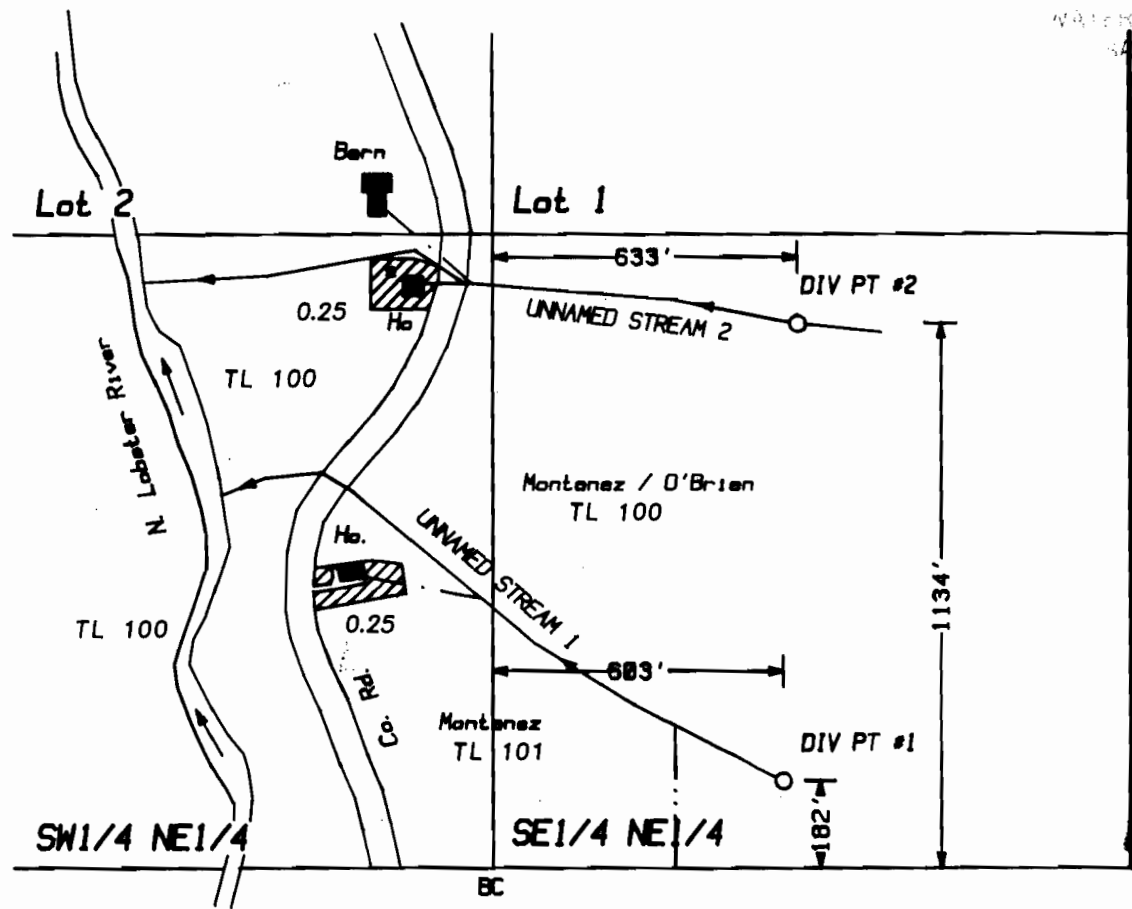 Barn
Lot 2
Lot 1
633'
DIV PT #2
0.25
Ho
UNNAMED STREAM 2
TL 100
N. Lobster River
Montanez / O'Brien
TL 100
Ho.
UNNAMED STREAM 1
1134'
TL 100
0.25
603'
Co. Rd.
Montanez
TL 101
DIV PT #1
182'
SW1/4 NE1/4
SE1/4 NE1/4
BC